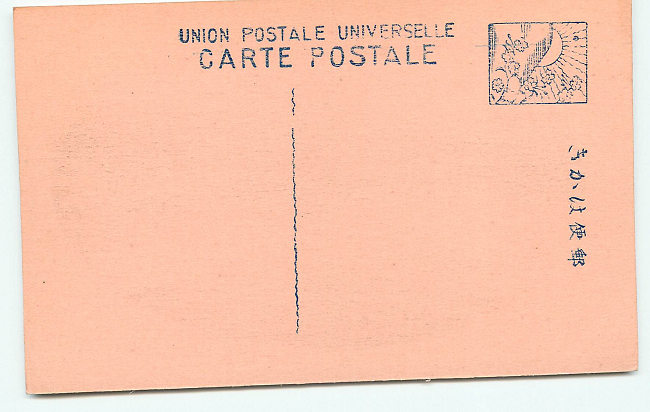 UNION POSTALE UNIVERSELLE
CARTE POSTALE
きかは便郵